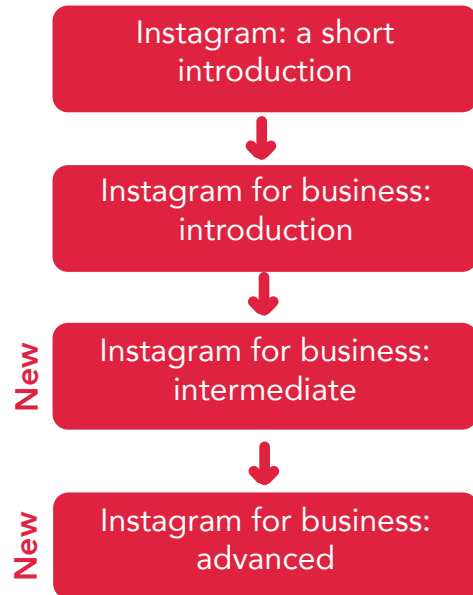 Instagram: a short
introduction
Instagram for business:
introduction
New
Instagram for business:
intermediate
New
Instagram for business:
advanced